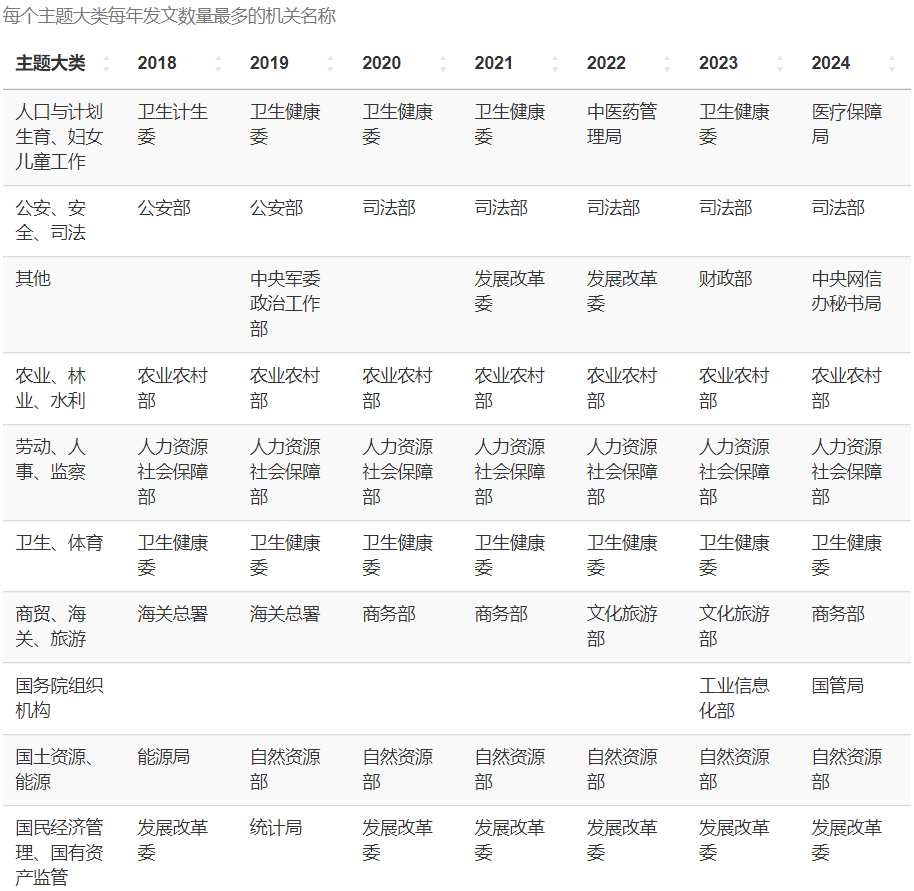 每个主题大类每年发文数量最多的机关名称
主题大类 2018 2019 2020 2021 2022 2023 2024
人口与计划 卫生计生 卫生健康 卫生健康 卫生健康 中医药管 卫生健康 医疗保障
生育、妇女 委 委 委 委 理局 委 局
儿童工作
公安、安 公安部 公安部 司法部 司法部 司法部 司法部 司法部
全、司法
其他 中央军委 发展改革 发展改革 财政部 中央网信
政治工作 委 委 办秘书局
部
农业、林 农业农村 农业农村 农业农村 农业农村 农业农村 农业农村 农业农村
业、水利 部 部 部 部 部 部 部
劳动、人 人力资源 人力资源 人力资源 人力资源 人力资源 人力资源 人力资源
事、监察 社会保障 社会保障 社会保障 社会保障 社会保障 社会保障 社会保障
部 部 部 部 部 部 部
卫生、体育 卫生健康 卫生健康 卫生健康 卫生健康 卫生健康 卫生健康 卫生健康
委 委 委 委 委 委 委
商贸、海 海关总署 海关总署 商务部 商务部 文化旅游 文化旅游 商务部
关、旅游 部 部
国务院组织 工业信息 国管局
机构 化部
国土资源、 能源局 自然资源 自然资源 自然资源 自然资源 自然资源 自然资源
能源 部 部 部 部 部 部
国民经济管 发展改革 统计局 发展改革 发展改革 发展改革 发展改革 发展改革
理、国有资 委 委 委 委 委 委
产监管